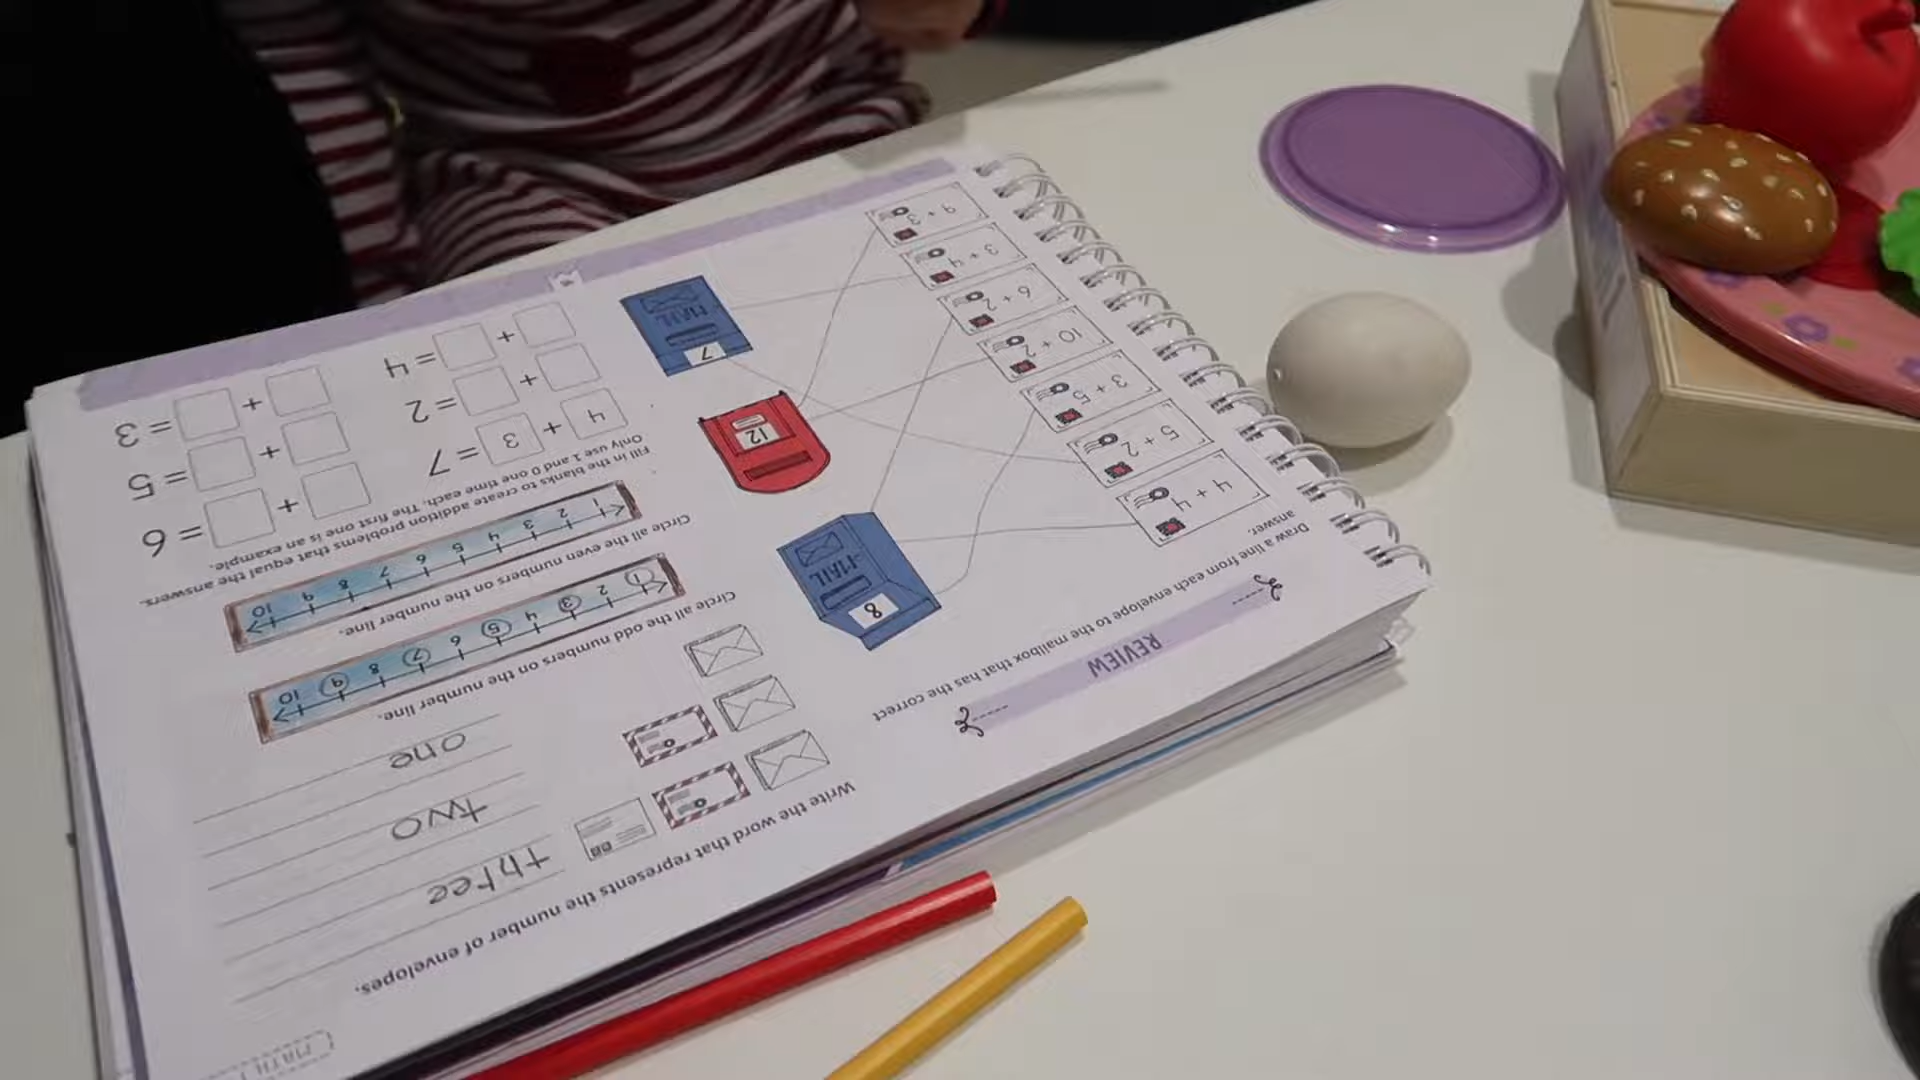 MATH
REVIEW
Draw a line from each envelope to the mailbox that has the correct
answer.
4 + 4
5 + 2
3 + 5
10 + 2
6 + 2
3 + 4
9 + 3
8
MAIL
12
7
MAIL
Write the word that represents the number of envelopes.
three
two
one
Circle all the odd numbers on the number line.
1 2 3 4 5 6 7 8 9 10
Circle all the even numbers on the number line.
1 2 3 4 5 6 7 8 9 10
Fill in the blanks to create addition problems that equal the answers.
Only use 1 and 0 one time each. The first one is an example.
4 + 3 = 7
+ = 6
+ = 2
+ = 5
+ = 4
+ = 3